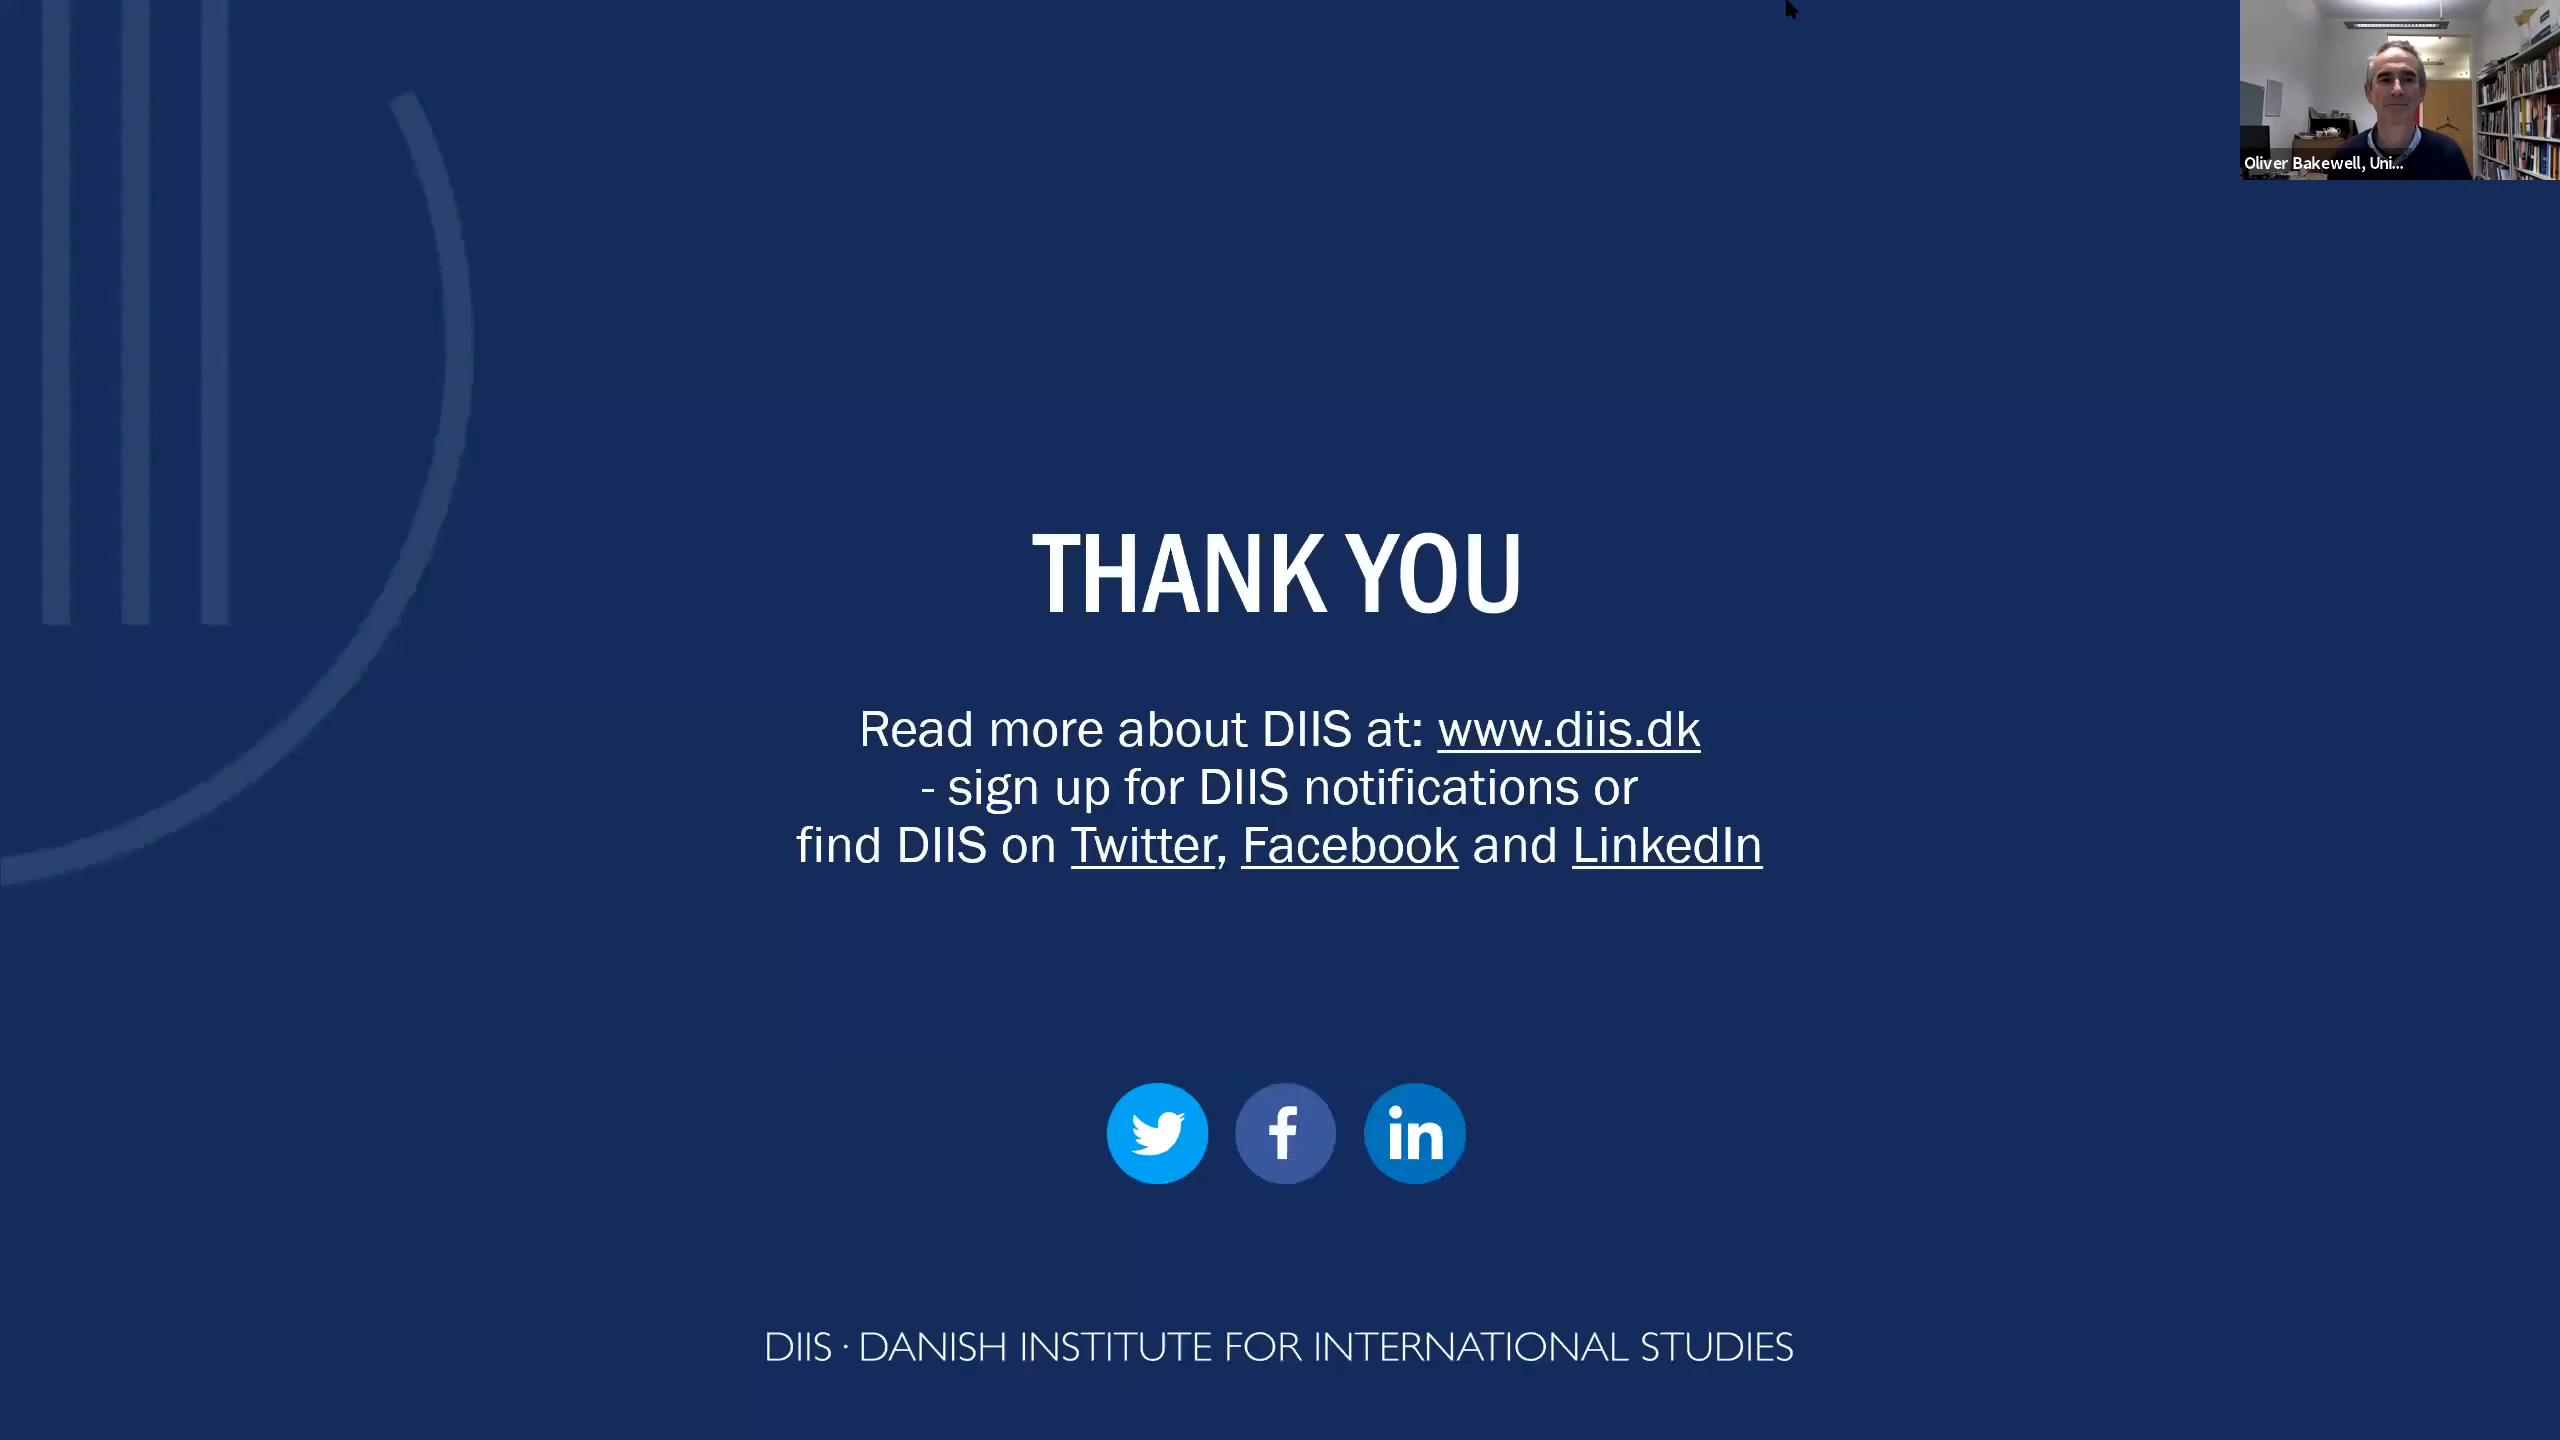 Oliver Bakewell, Uni...
THANK YOU
Read more about DIIS at: www.diis.dk
- sign up for DIIS notifications or
find DIIS on Twitter, Facebook and LinkedIn
f
in
DIIS · DANISH INSTITUTE FOR INTERNATIONAL STUDIES